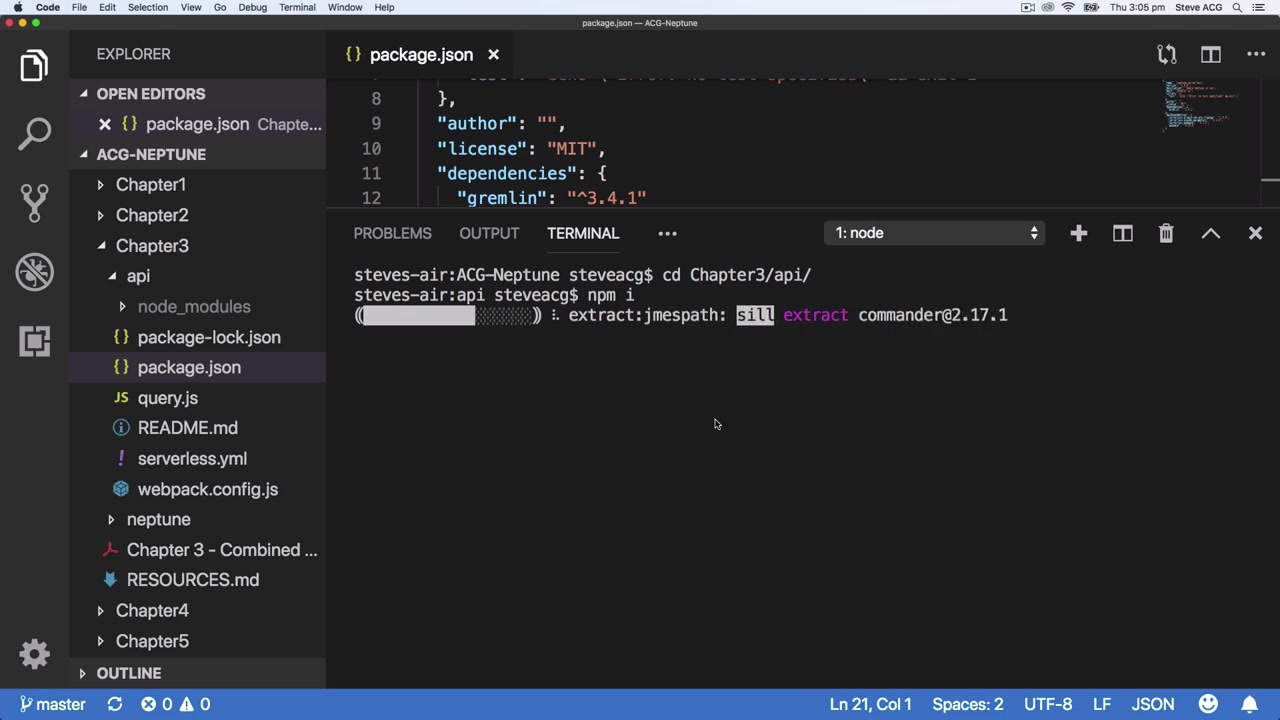 Code File Edit Selection View Go Debug Terminal Window Help Thu 3:05 pm Steve ACG
package.json — ACG-Neptune
EXPLORER
{} package.json ×
OPEN EDITORS
× {} package.json Chapte...
ACG-NEPTUNE
Chapter1
Chapter2
Chapter3
api
node_modules
{} package-lock.json
{} package.json
JS query.js
README.md
! serverless.yml
webpack.config.js
neptune
Chapter 3 - Combined ...
RESOURCES.md
Chapter4
Chapter5
OUTLINE
8 },
9 "author": "",
10 "license": "MIT",
11 "dependencies": {
12 "gremlin": "^3.4.1"
PROBLEMS OUTPUT TERMINAL ••• 1: node
steves-air:ACG-Neptune steveacg$ cd Chapter3/api/
steves-air:api steveacg$ npm i
extract:jmespath: sill extract commander@2.17.1
master 0 0 Ln 21, Col 1 Spaces: 2 UTF-8 LF JSON